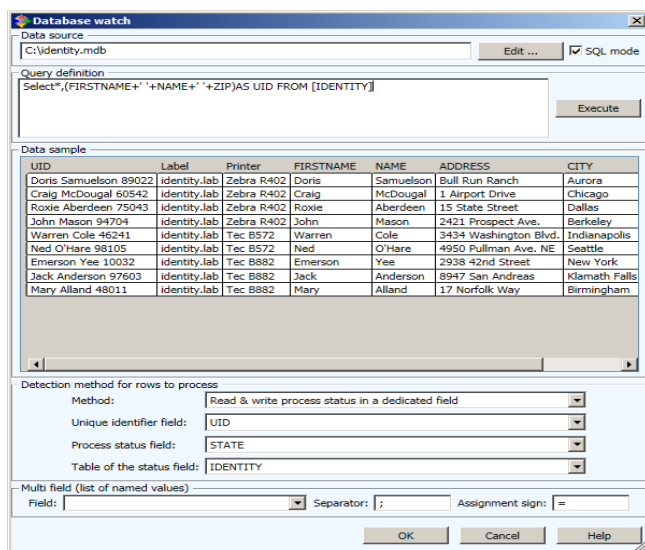 Database watch
Data source
C:\identity.mdb
Edit ...
SQL mode
Query definition
Select*,(FIRSTNAME+' '+NAME+' '+ZIP)AS UID FROM [IDENTITY]
Execute
Data sample
UID Label Printer FIRSTNAME NAME ADDRESS CITY
Doris Samuelson 89022 identity.lab Zebra R402 Doris Samuelson Bull Run Ranch Aurora
Craig McDougal 60542 identity.lab Zebra R402 Craig McDougal 1 Airport Drive Chicago
Roxie Aberdeen 75043 identity.lab Zebra R402 Roxie Aberdeen 15 State Street Dallas
John Mason 94704 identity.lab Zebra R402 John Mason 2421 Prospect Ave. Berkeley
Warren Cole 46241 identity.lab Tec B572 Warren Cole 3434 Washington Blvd. Indianapolis
Ned O'Hare 98105 identity.lab Tec B572 Ned O'Hare 4950 Pullman Ave. NE Seattle
Emerson Yee 10032 identity.lab Tec B882 Emerson Yee 2938 42nd Street New York
Jack Anderson 97603 identity.lab Tec B882 Jack Anderson 8947 San Andreas Klamath Falls
Mary Alland 48011 identity.lab Tec B882 Mary Alland 17 Norfolk Way Birmingham
Detection method for rows to process
Method: Read & write process status in a dedicated field
Unique identifier field: UID
Process status field: STATE
Table of the status field: IDENTITY
Multi field (list of named values)
Field: Separator: ; Assignment sign: =
OK Cancel Help